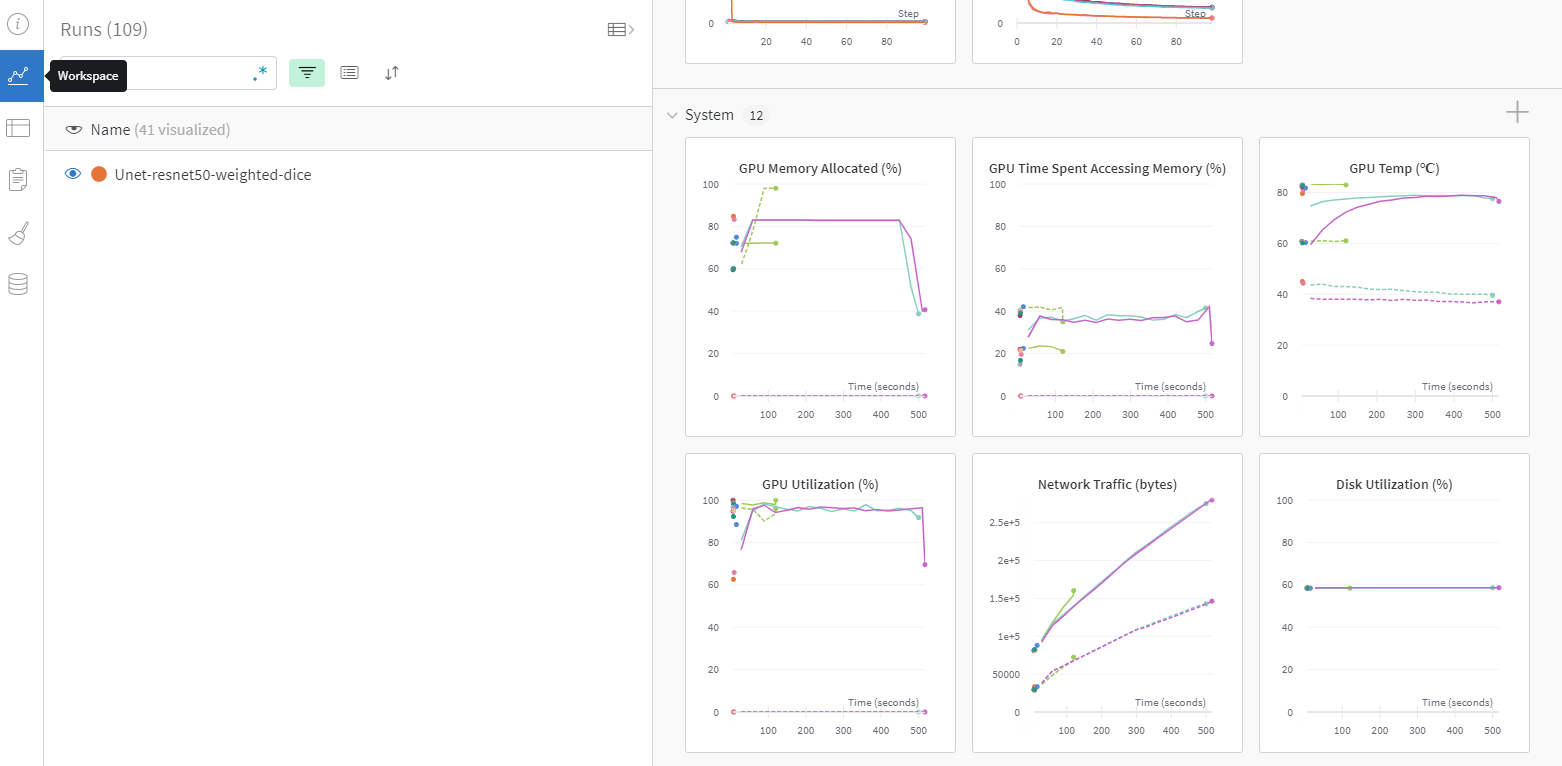 Runs (109)
.*
Workspace
Name (41 visualized)
Unet-resnet50-weighted-dice
0
Step
20 40 60 80
0
Step
0 20 40 60 80
System 12
GPU Memory Allocated (%)
100
80
60
40
20
0
Time (seconds)
100 200 300 400 500
GPU Time Spent Accessing Memory (%)
100
80
60
40
20
0
Time (seconds)
100 200 300 400 500
GPU Temp (℃)
80
60
40
20
0
Time (seconds)
100 200 300 400 500
GPU Utilization (%)
100
80
60
40
20
0
Time (seconds)
100 200 300 400 500
Network Traffic (bytes)
2.5e+5
2e+5
1.5e+5
1e+5
50000
0
Time (seconds)
100 200 300 400 500
Disk Utilization (%)
100
80
60
40
20
0
Time (seconds)
100 200 300 400 500